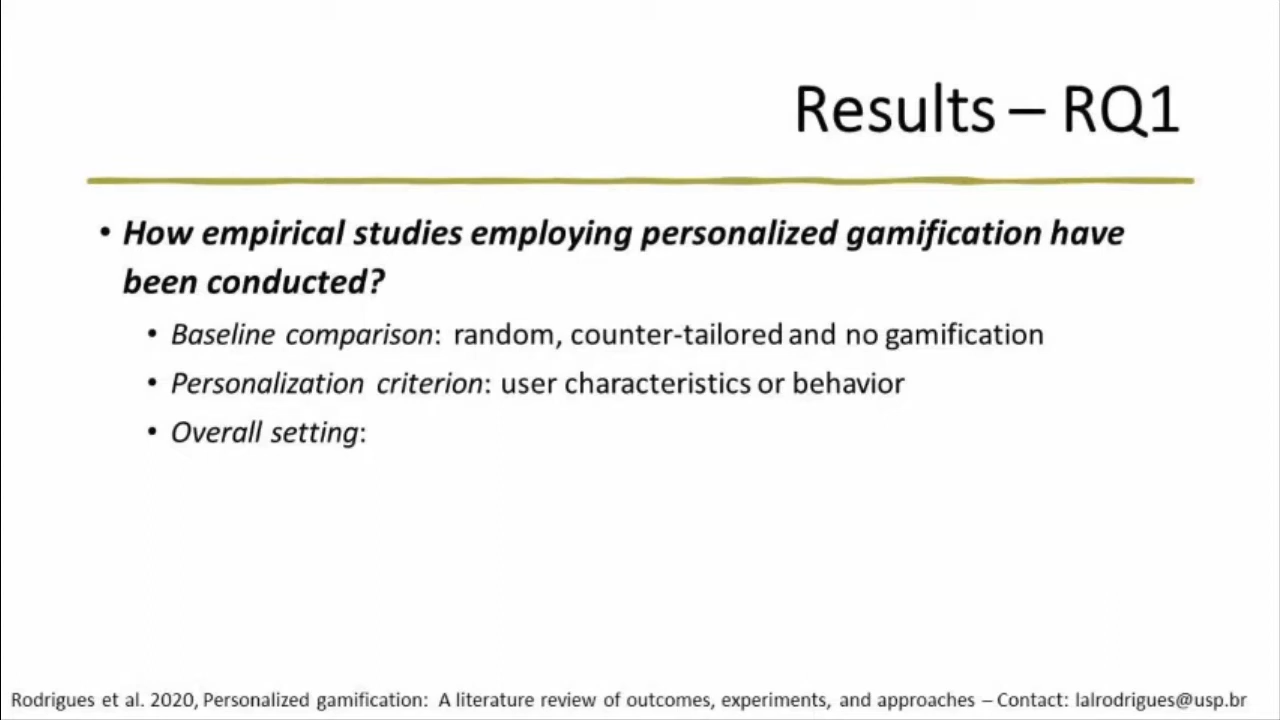 Results – RQ1
• How empirical studies employing personalized gamification have
been conducted?
• Baseline comparison: random, counter-tailored and no gamification
• Personalization criterion: user characteristics or behavior
• Overall setting:
Rodrigues et al. 2020, Personalized gamification: A literature review of outcomes, experiments, and approaches – Contact: lalrodrigues@usp.br